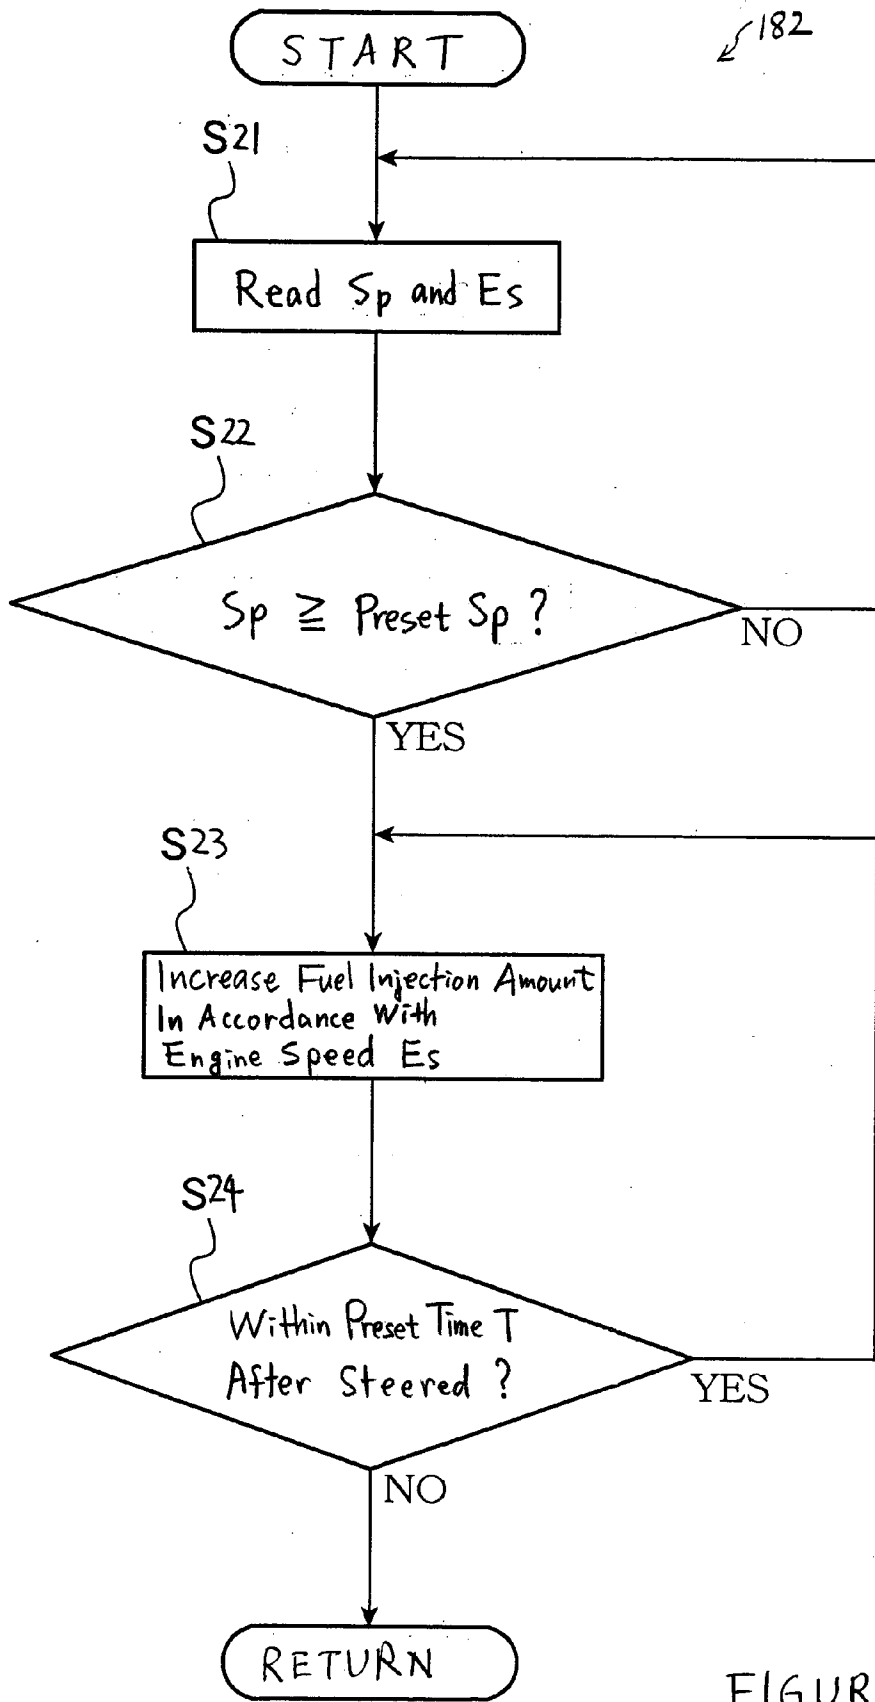 START
182
S21
Read Sp and Es
S22
Sp ≧ Preset Sp ?
NO
YES
S23
Increase Fuel Injection Amount
In Accordance With
Engine Speed Es
S24
Within Preset Time T
After Steered ?
YES
NO
RETURN
FIGUR